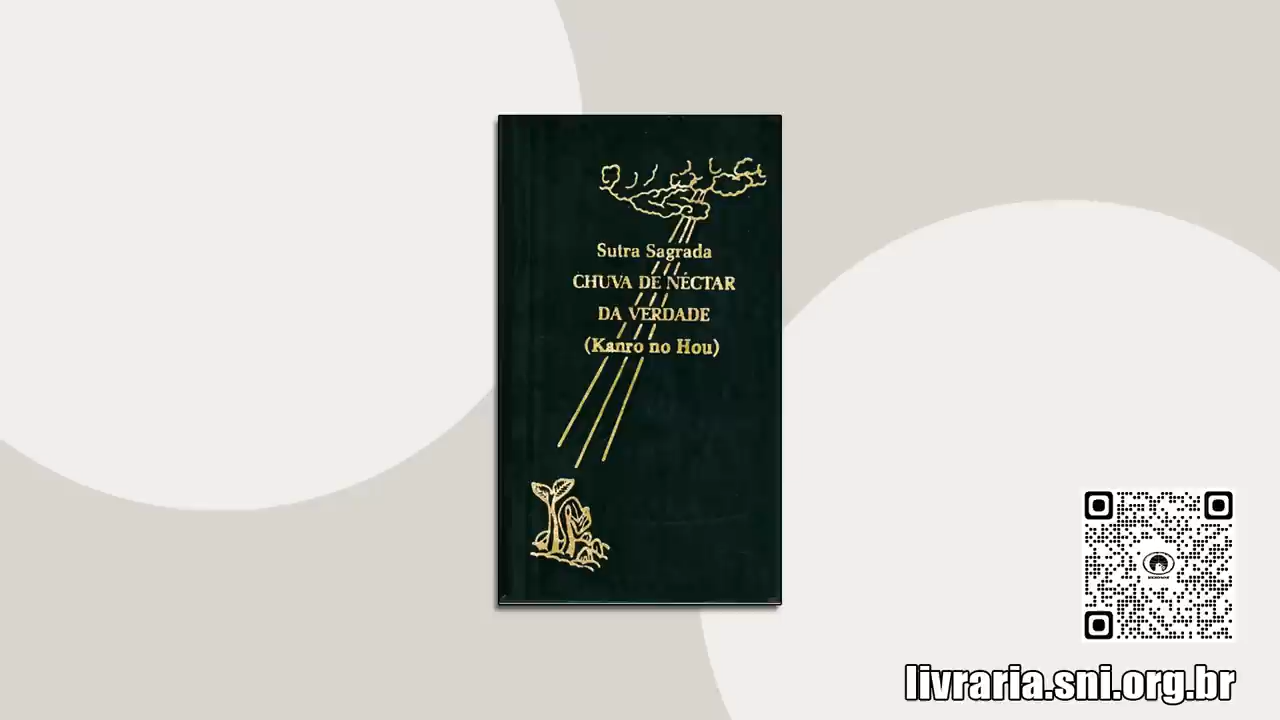 Sutra Sagrada
CHUVA DE NÉCTAR
DA VERDADE
(Kanro no Hou)
livraria.sni.org.br